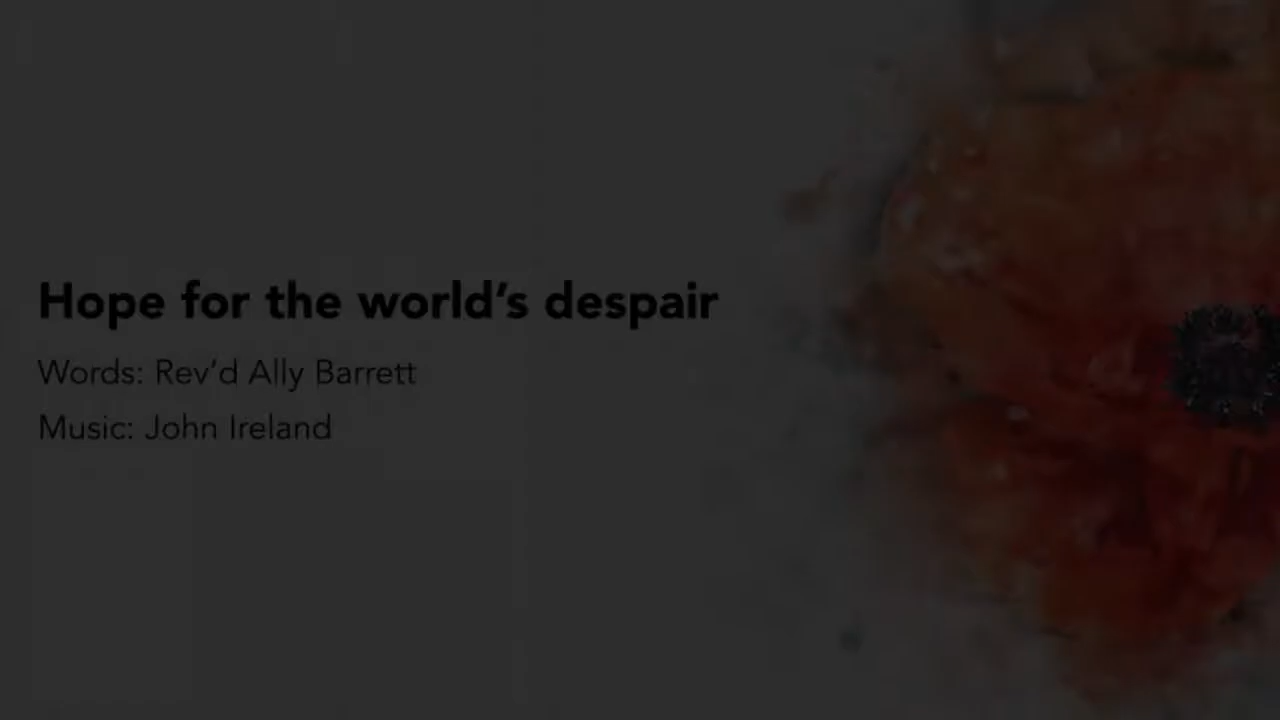 Hope for the world’s despair
Words: Rev’d Ally Barrett
Music: John Ireland